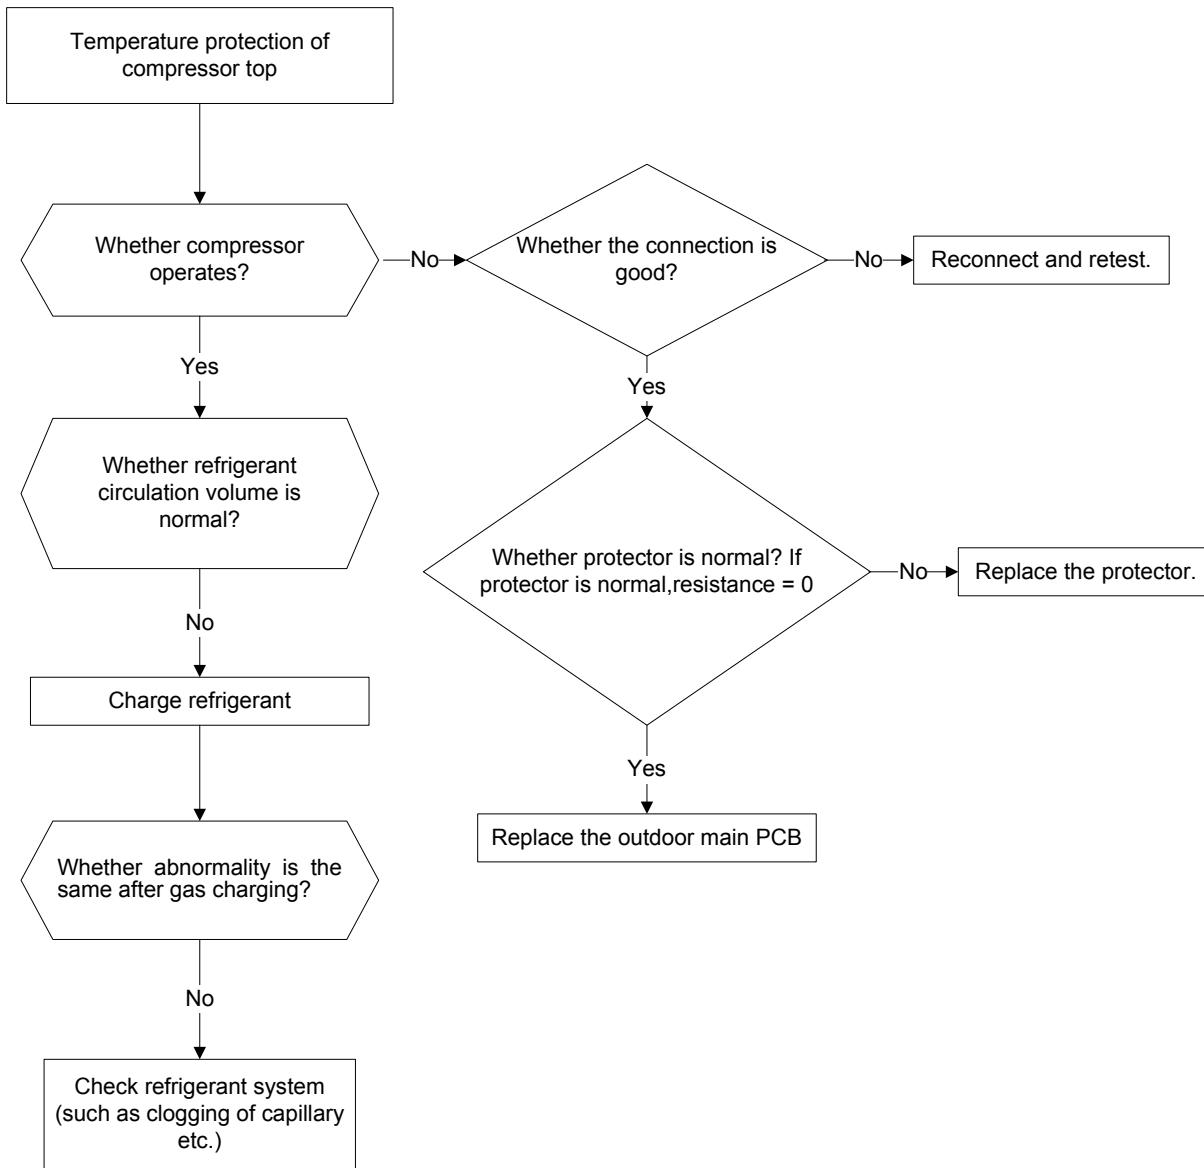 Temperature protection of
compressor top
Whether compressor
operates?
No
Whether the connection is
good?
No
Reconnect and retest.
Yes
Yes
Whether refrigerant
circulation volume is
normal?
Whether protector is normal? If
protector is normal,resistance = 0
No
Replace the protector.
No
Charge refrigerant
Yes
Replace the outdoor main PCB
Whether abnormality is the
same after gas charging?
No
Check refrigerant system
(such as clogging of capillary
etc.)